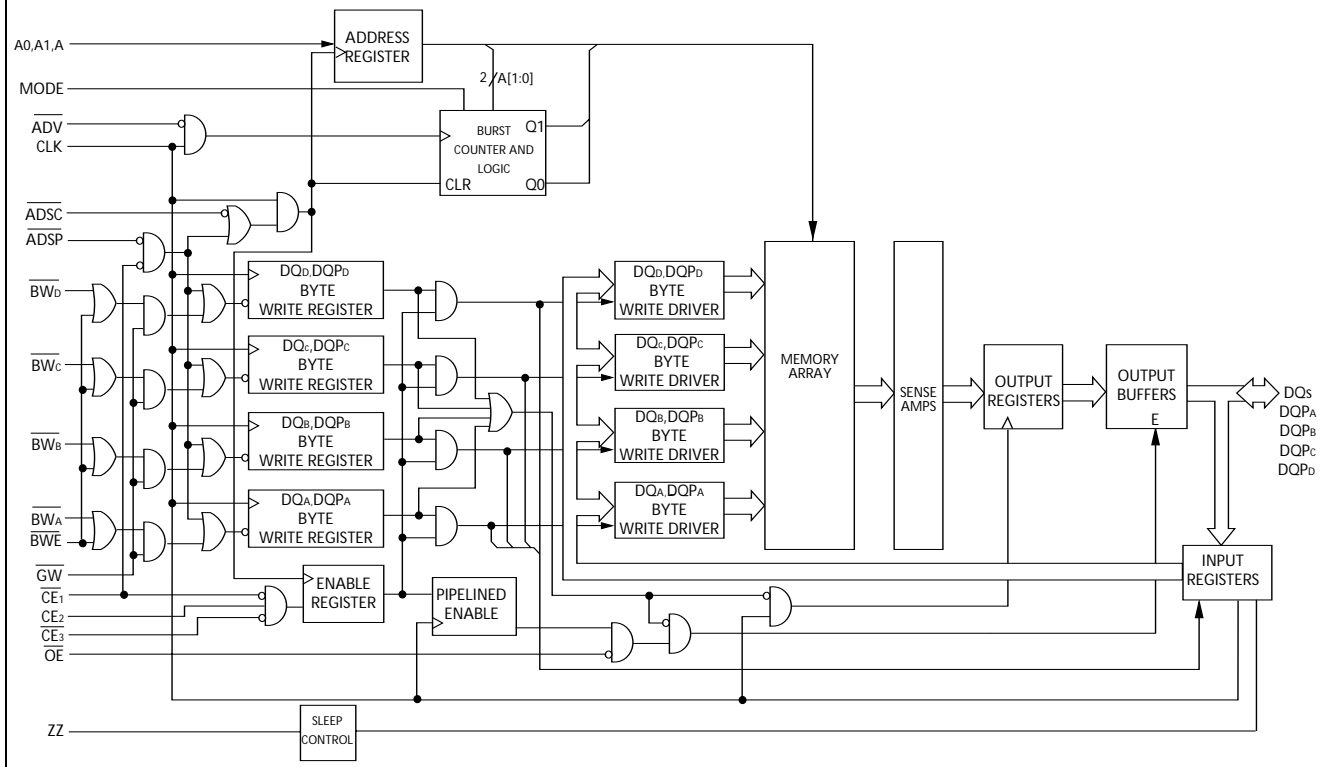 A0,A1,A
ADDRESS
REGISTER
MODE
2
A[1:0]
ADV
CLK
BURST
COUNTER AND
LOGIC
Q1
CLR
Q0
ADSC
ADSP
BWD
DQD,DQPD
BYTE
WRITE REGISTER
DQD,DQPD
BYTE
WRITE DRIVER
BWC
DQC,DQPC
BYTE
WRITE REGISTER
DQC,DQPC
BYTE
WRITE DRIVER
MEMORY
ARRAY
SENSE
AMPS
OUTPUT
REGISTERS
OUTPUT
BUFFERS
E
DQs
DQPA
DQPB
DQPC
DQPD
BWB
DQB,DQPB
BYTE
WRITE REGISTER
DQB,DQPB
BYTE
WRITE DRIVER
BWA
BWE
DQA,DQPA
BYTE
WRITE REGISTER
DQA,DQPA
BYTE
WRITE DRIVER
GW
CE1
CE2
CE3
OE
ENABLE
REGISTER
PIPELINED
ENABLE
INPUT
REGISTERS
ZZ
SLEEP
CONTROL